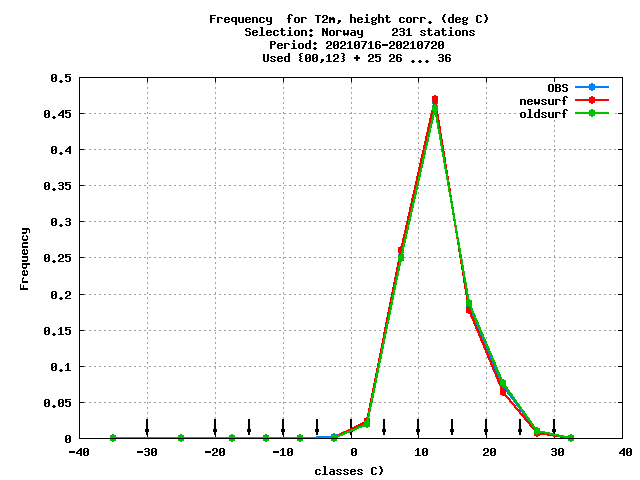 Frequency  for T2m, height corr. (deg C)
Selection: Norway    231 stations
Period: 20210716-20210720
Used {00,12} + 25 26 ... 36
0.5
OBS
newsurf
oldsurf
0.45
0.4
0.35
0.3
0.25
0.2
0.15
0.1
0.05
0
Frequency
-40 -30 -20 -10 0 10 20 30 40
classes C)